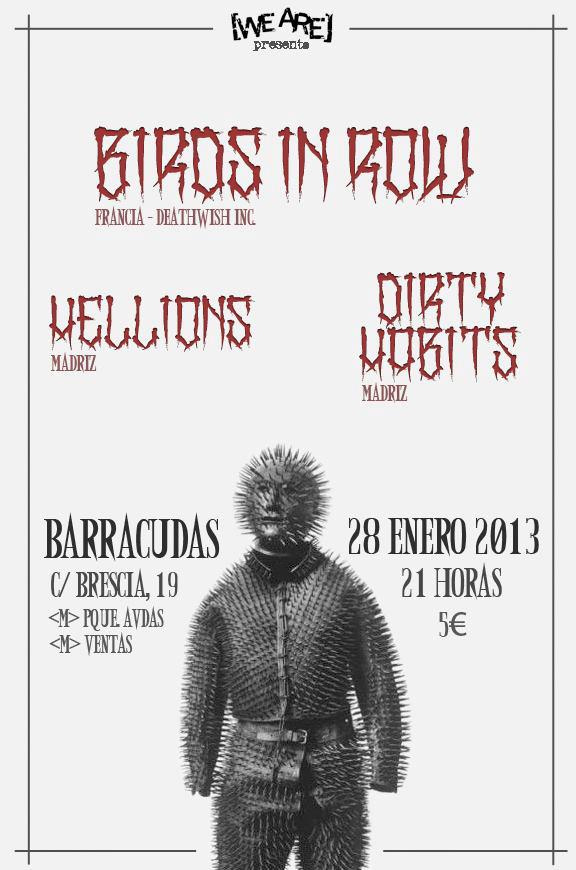 [WE ARE]
presents
BIRDS IN ROW
FRANCIA - DEATHWISH INC.
HELLIONS
MADRIZ
DIRTY
HOBITS
MADRIZ
BARRACUDAS
C/ BRESCIA, 19
<M> PQUE. AVDAS
<M> VENTAS
28 ENERO 2013
21 HORAS
5€